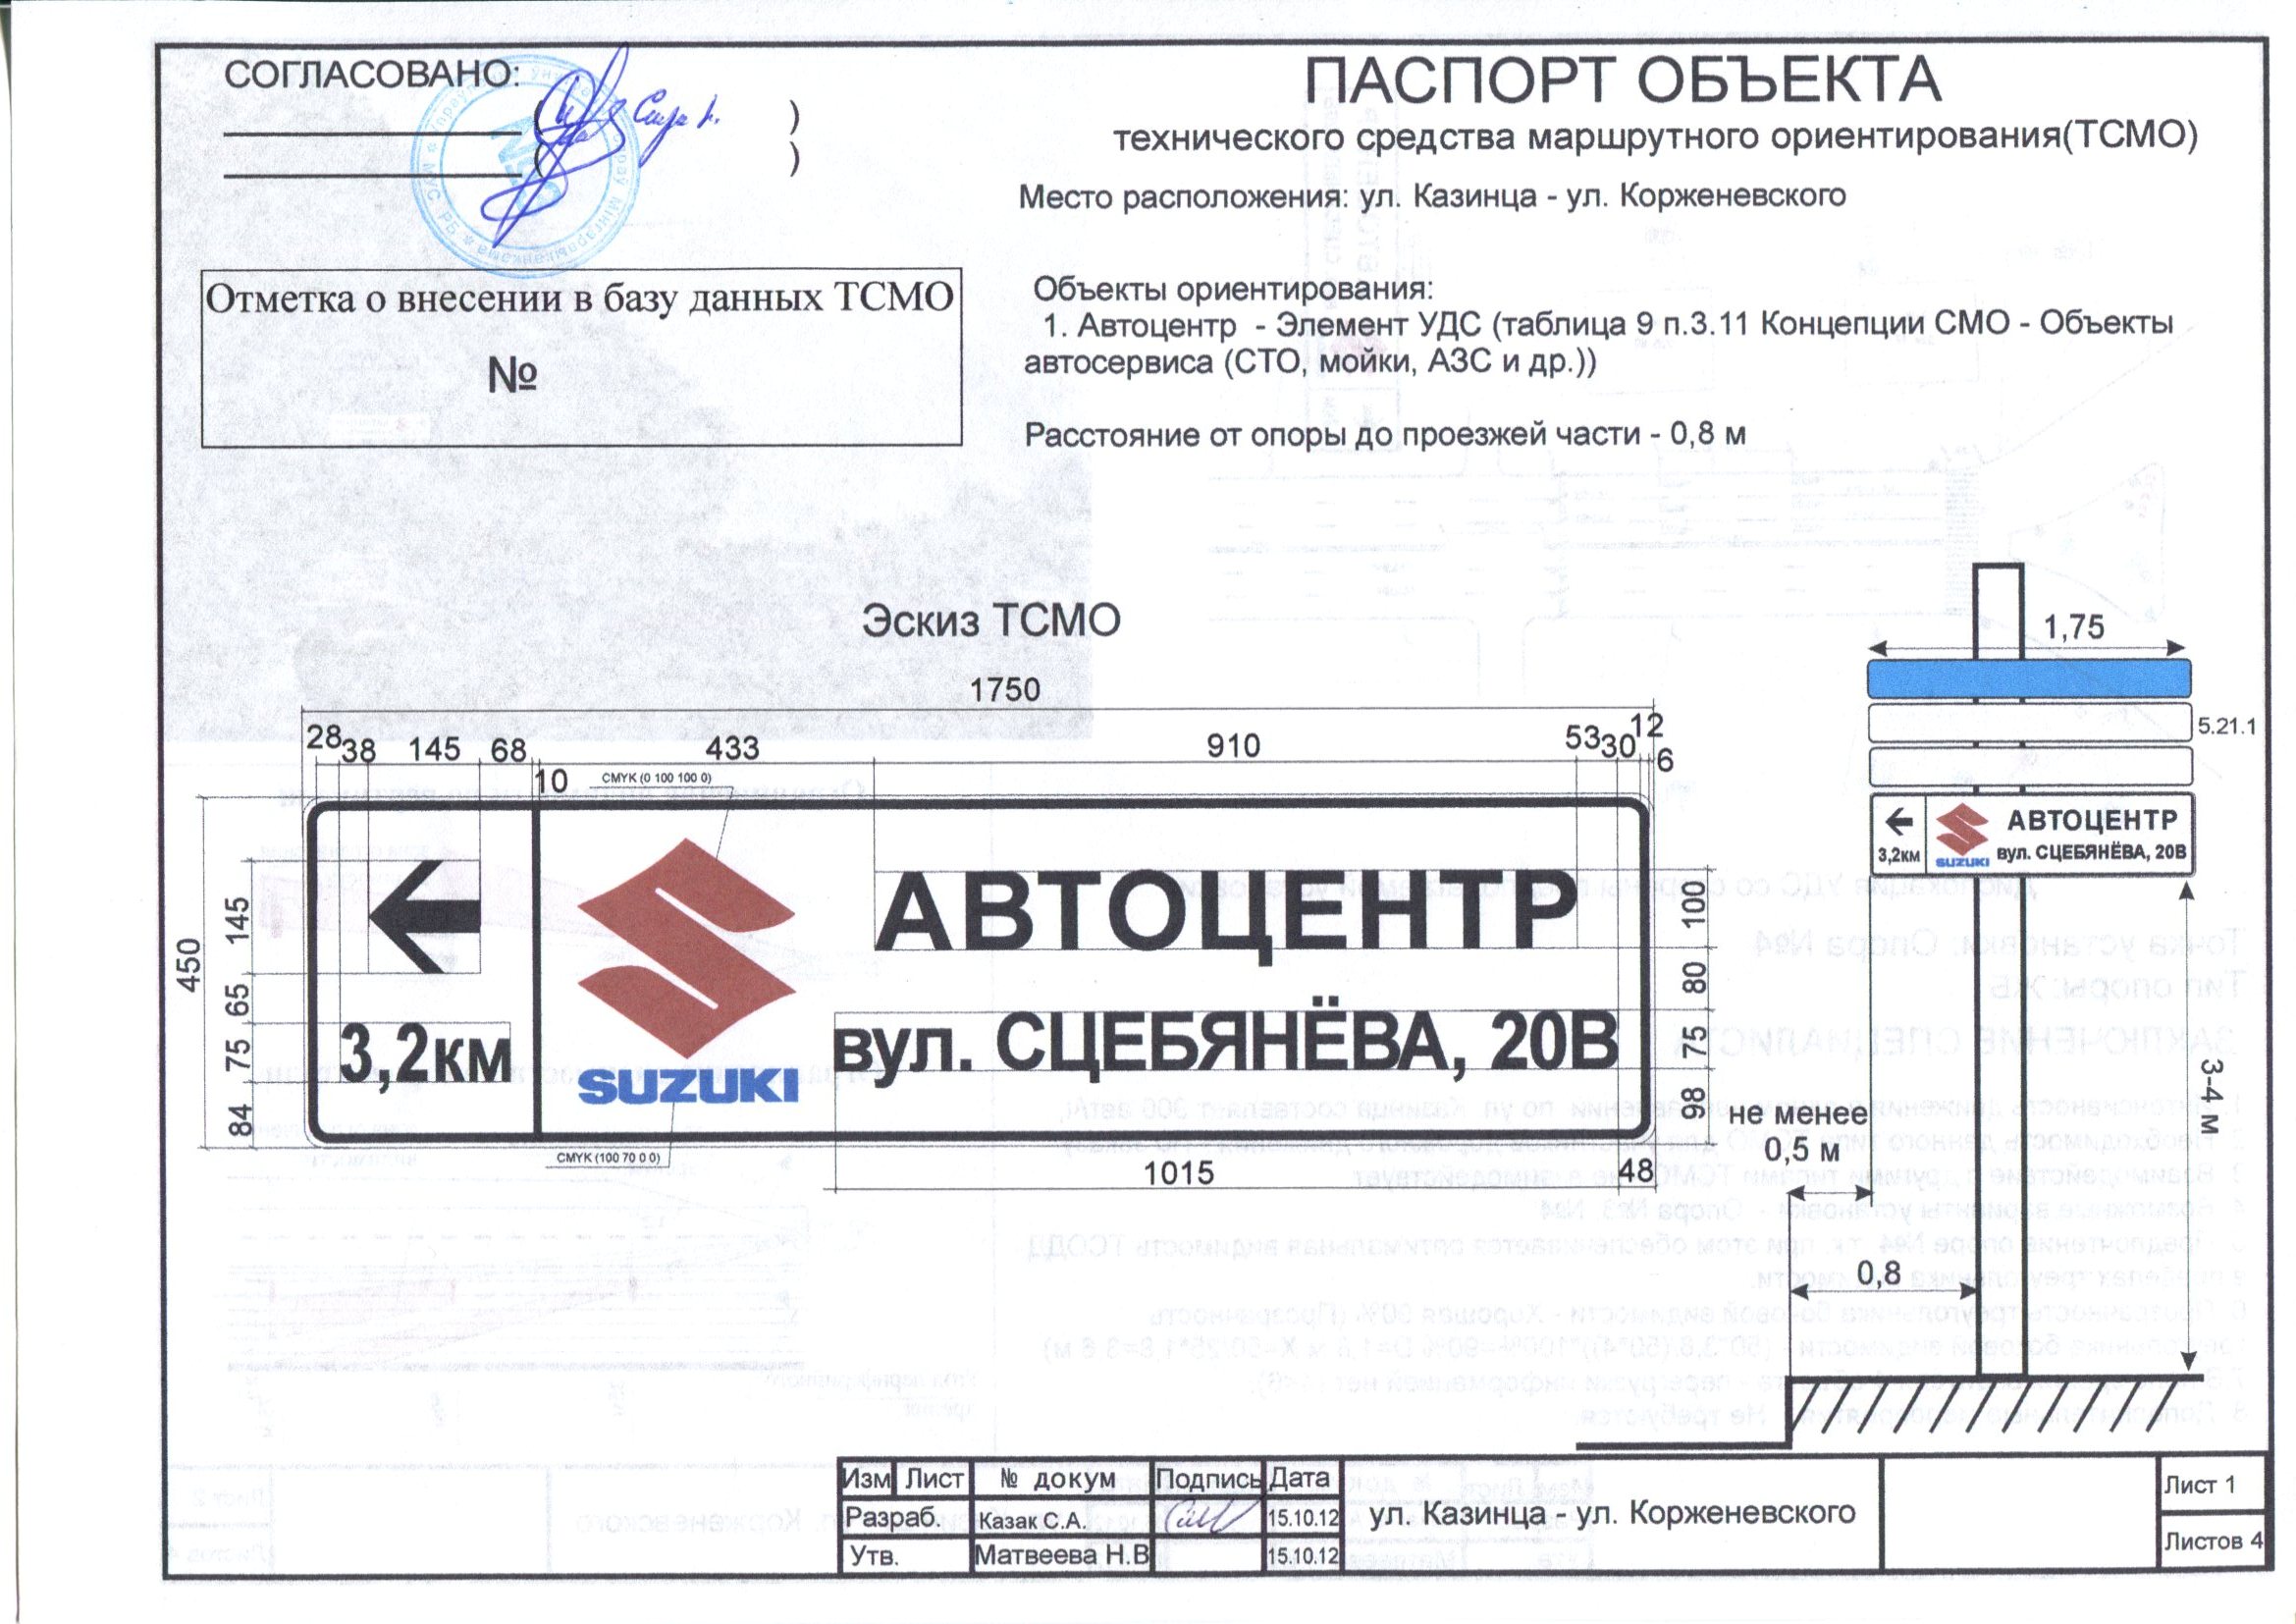 СОГЛАСОВАНО:
ПАСПОРТ ОБЪЕКТА
технического средства маршрутного ориентирования(ТСМО)
Место расположения: ул. Казинца - ул. Корженевского
Отметка о внесении в базу данных ТСМО
№
Объекты ориентирования:
1. Автоцентр - Элемент УДС (таблица 9 п.3.11 Концепции СМО - Объекты
автосервиса (СТО, мойки, АЗС и др.))
Расстояние от опоры до проезжей части - 0,8 м
Эскиз ТСМО
1750
28 38 145 68 10 433 910 53 30 12 6
CMYK (0 100 100 0)
450
145 65 75 84
АВТОЦЕНТР
3,2км
SUZUKI
вул. СЦЕБЯНЁВА, 20В
100 80 75 98
CMYK (100 70 0 0)
1015 48
1,75
5.21.1
АВТОЦЕНТР
3,2км SUZUKI вул. СЦЕБЯНЁВА, 20В
не менее
0,5 м
0,8
3-4 м
Изм Лист № докум Подпись Дата
Разраб. Казак С.А. 15.10.12
Утв. Матвеева Н.В 15.10.12
ул. Казинца - ул. Корженевского
Лист 1
Листов 4